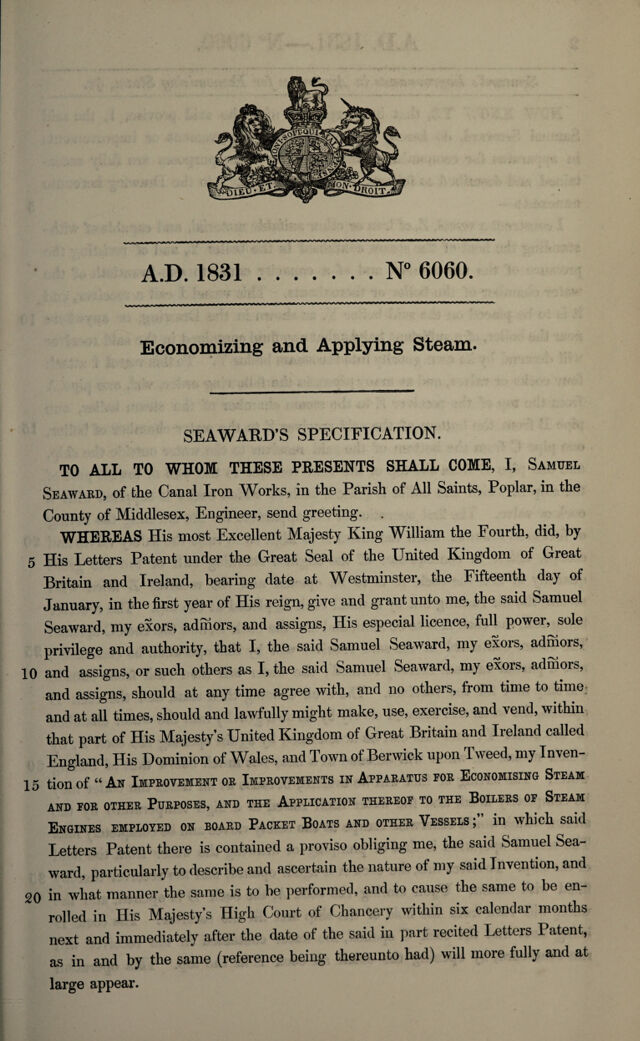 DIEU·ET· MON·DROIT.
A.D. 1831 . . . . . . . N° 6060.
Economizing and Applying Steam.
SEAWARD'S SPECIFICATION.
TO ALL TO WHOM THESE PRESENTS SHALL COME, I, SAMUEL
SEAWARD, of the Canal Iron Works, in the Parish of All Saints, Poplar, in the
County of Middlesex, Engineer, send greeting.
WHEREAS His most Excellent Majesty King William the Fourth, did, by
5 His Letters Patent under the Great Seal of the United Kingdom of Great
Britain and Ireland, bearing date at Westminster, the Fifteenth day of
January, in the first year of His reign, give and grant unto me, the said Samuel
Seaward, my exors, adm̄ors, and assigns, His especial licence, full power, sole
privilege and authority, that I, the said Samuel Seaward, my exors, adm̄ors,
10 and assigns, or such others as I, the said Samuel Seaward, my exors, adm̄ors,
and assigns, should at any time agree with, and no others, from time to time
and at all times, should and lawfully might make, use, exercise, and vend, within
that part of His Majesty's United Kingdom of Great Britain and Ireland called
England, His Dominion of Wales, and Town of Berwick upon Tweed, my Inven-
15 tion of "AN IMPROVEMENT OR IMPROVEMENTS IN APPARATUS FOR ECONOMISING STEAM
AND FOR OTHER PURPOSES, AND THE APPLICATION THEREOF TO THE BOILERS OF STEAM
ENGINES EMPLOYED ON BOARD PACKET BOATS AND OTHER VESSELS;" in which said
Letters Patent there is contained a proviso obliging me, the said Samuel Sea-
ward, particularly to describe and ascertain the nature of my said Invention, and
20 in what manner the same is to be performed, and to cause the same to be en-
rolled in His Majesty's High Court of Chancery within six calendar months
next and immediately after the date of the said in part recited Letters Patent,
as in and by the same (reference being thereunto had) will more fully and at
large appear.